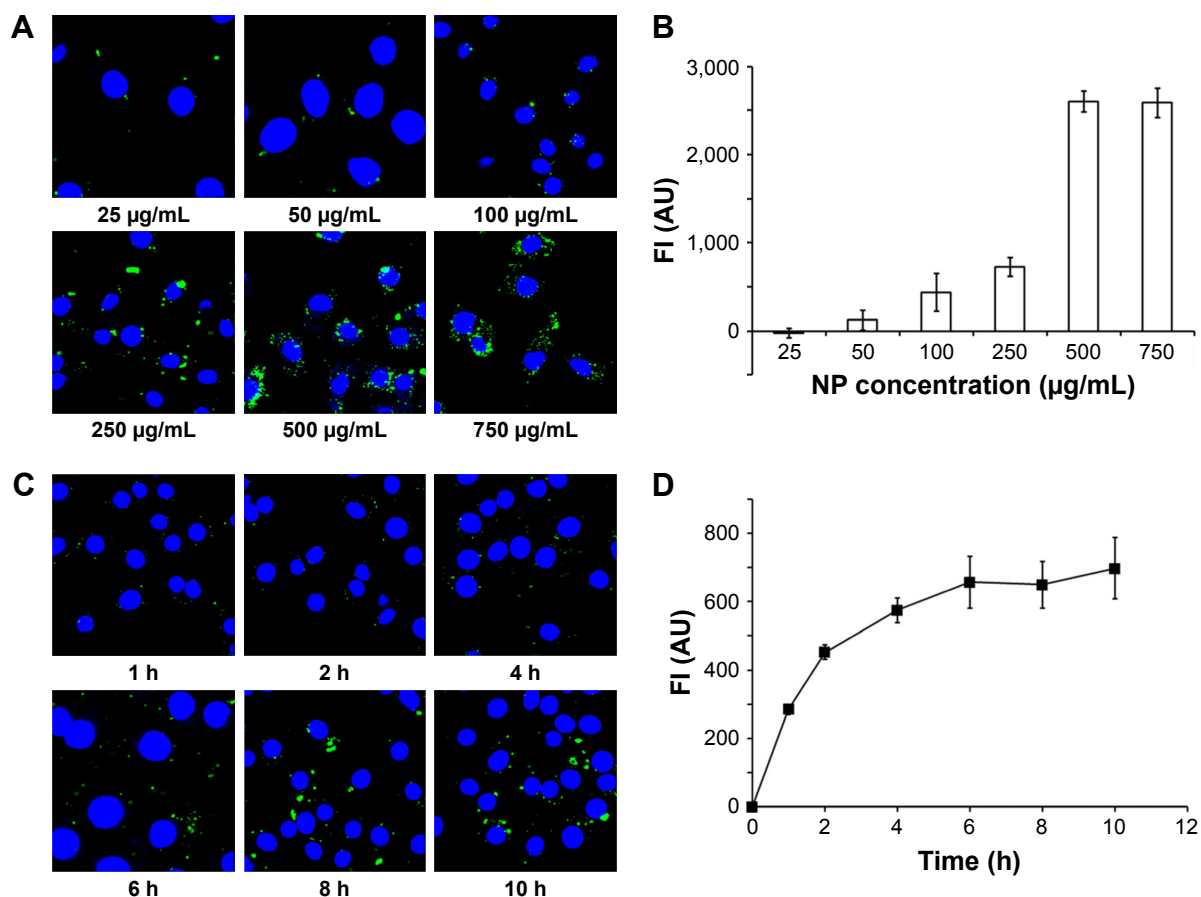 A
25 µg/mL
50 µg/mL
100 µg/mL
250 µg/mL
500 µg/mL
750 µg/mL
B
3,000
2,000
1,000
0
FI (AU)
25
50
100
250
500
750
NP concentration (µg/mL)
C
1 h
2 h
4 h
6 h
8 h
10 h
D
800
600
400
200
0
FI (AU)
0
2
4
6
8
10
12
Time (h)